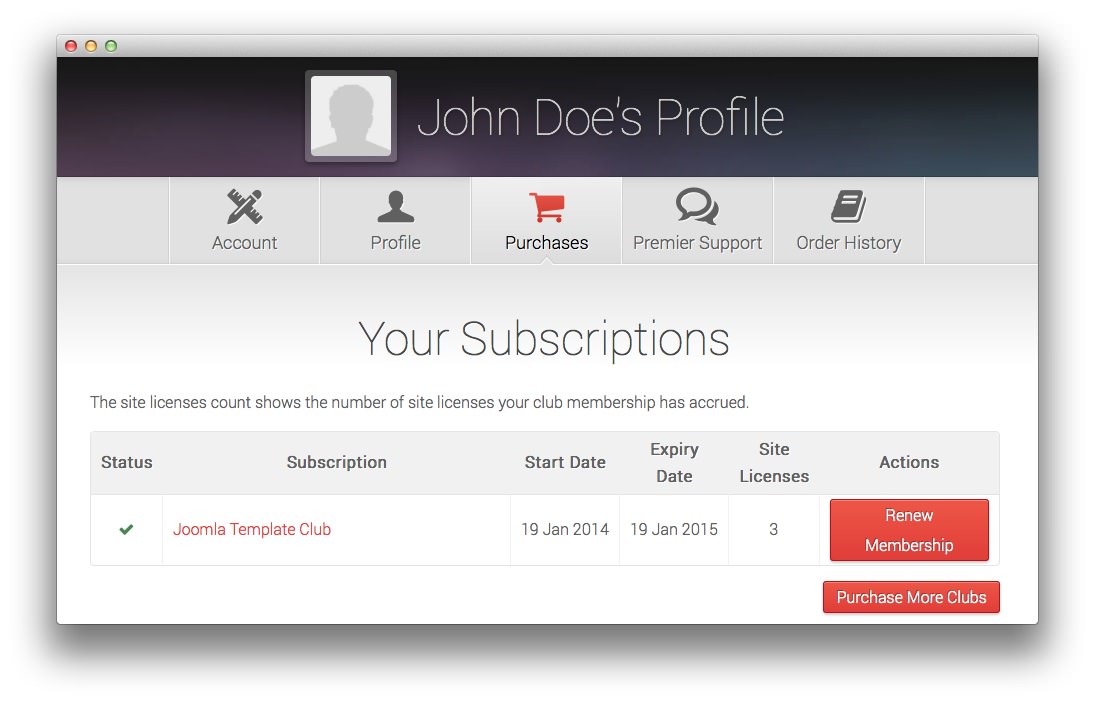 John Doe's Profile
Account
Profile
Purchases
Premier Support
Order History
Your Subscriptions
The site licenses count shows the number of site licenses your club membership has accrued.
Status
Subscription
Start Date
Expiry
Date
Site
Licenses
Actions
Joomla Template Club
19 Jan 2014
19 Jan 2015
3
Renew
Membership
Purchase More Clubs